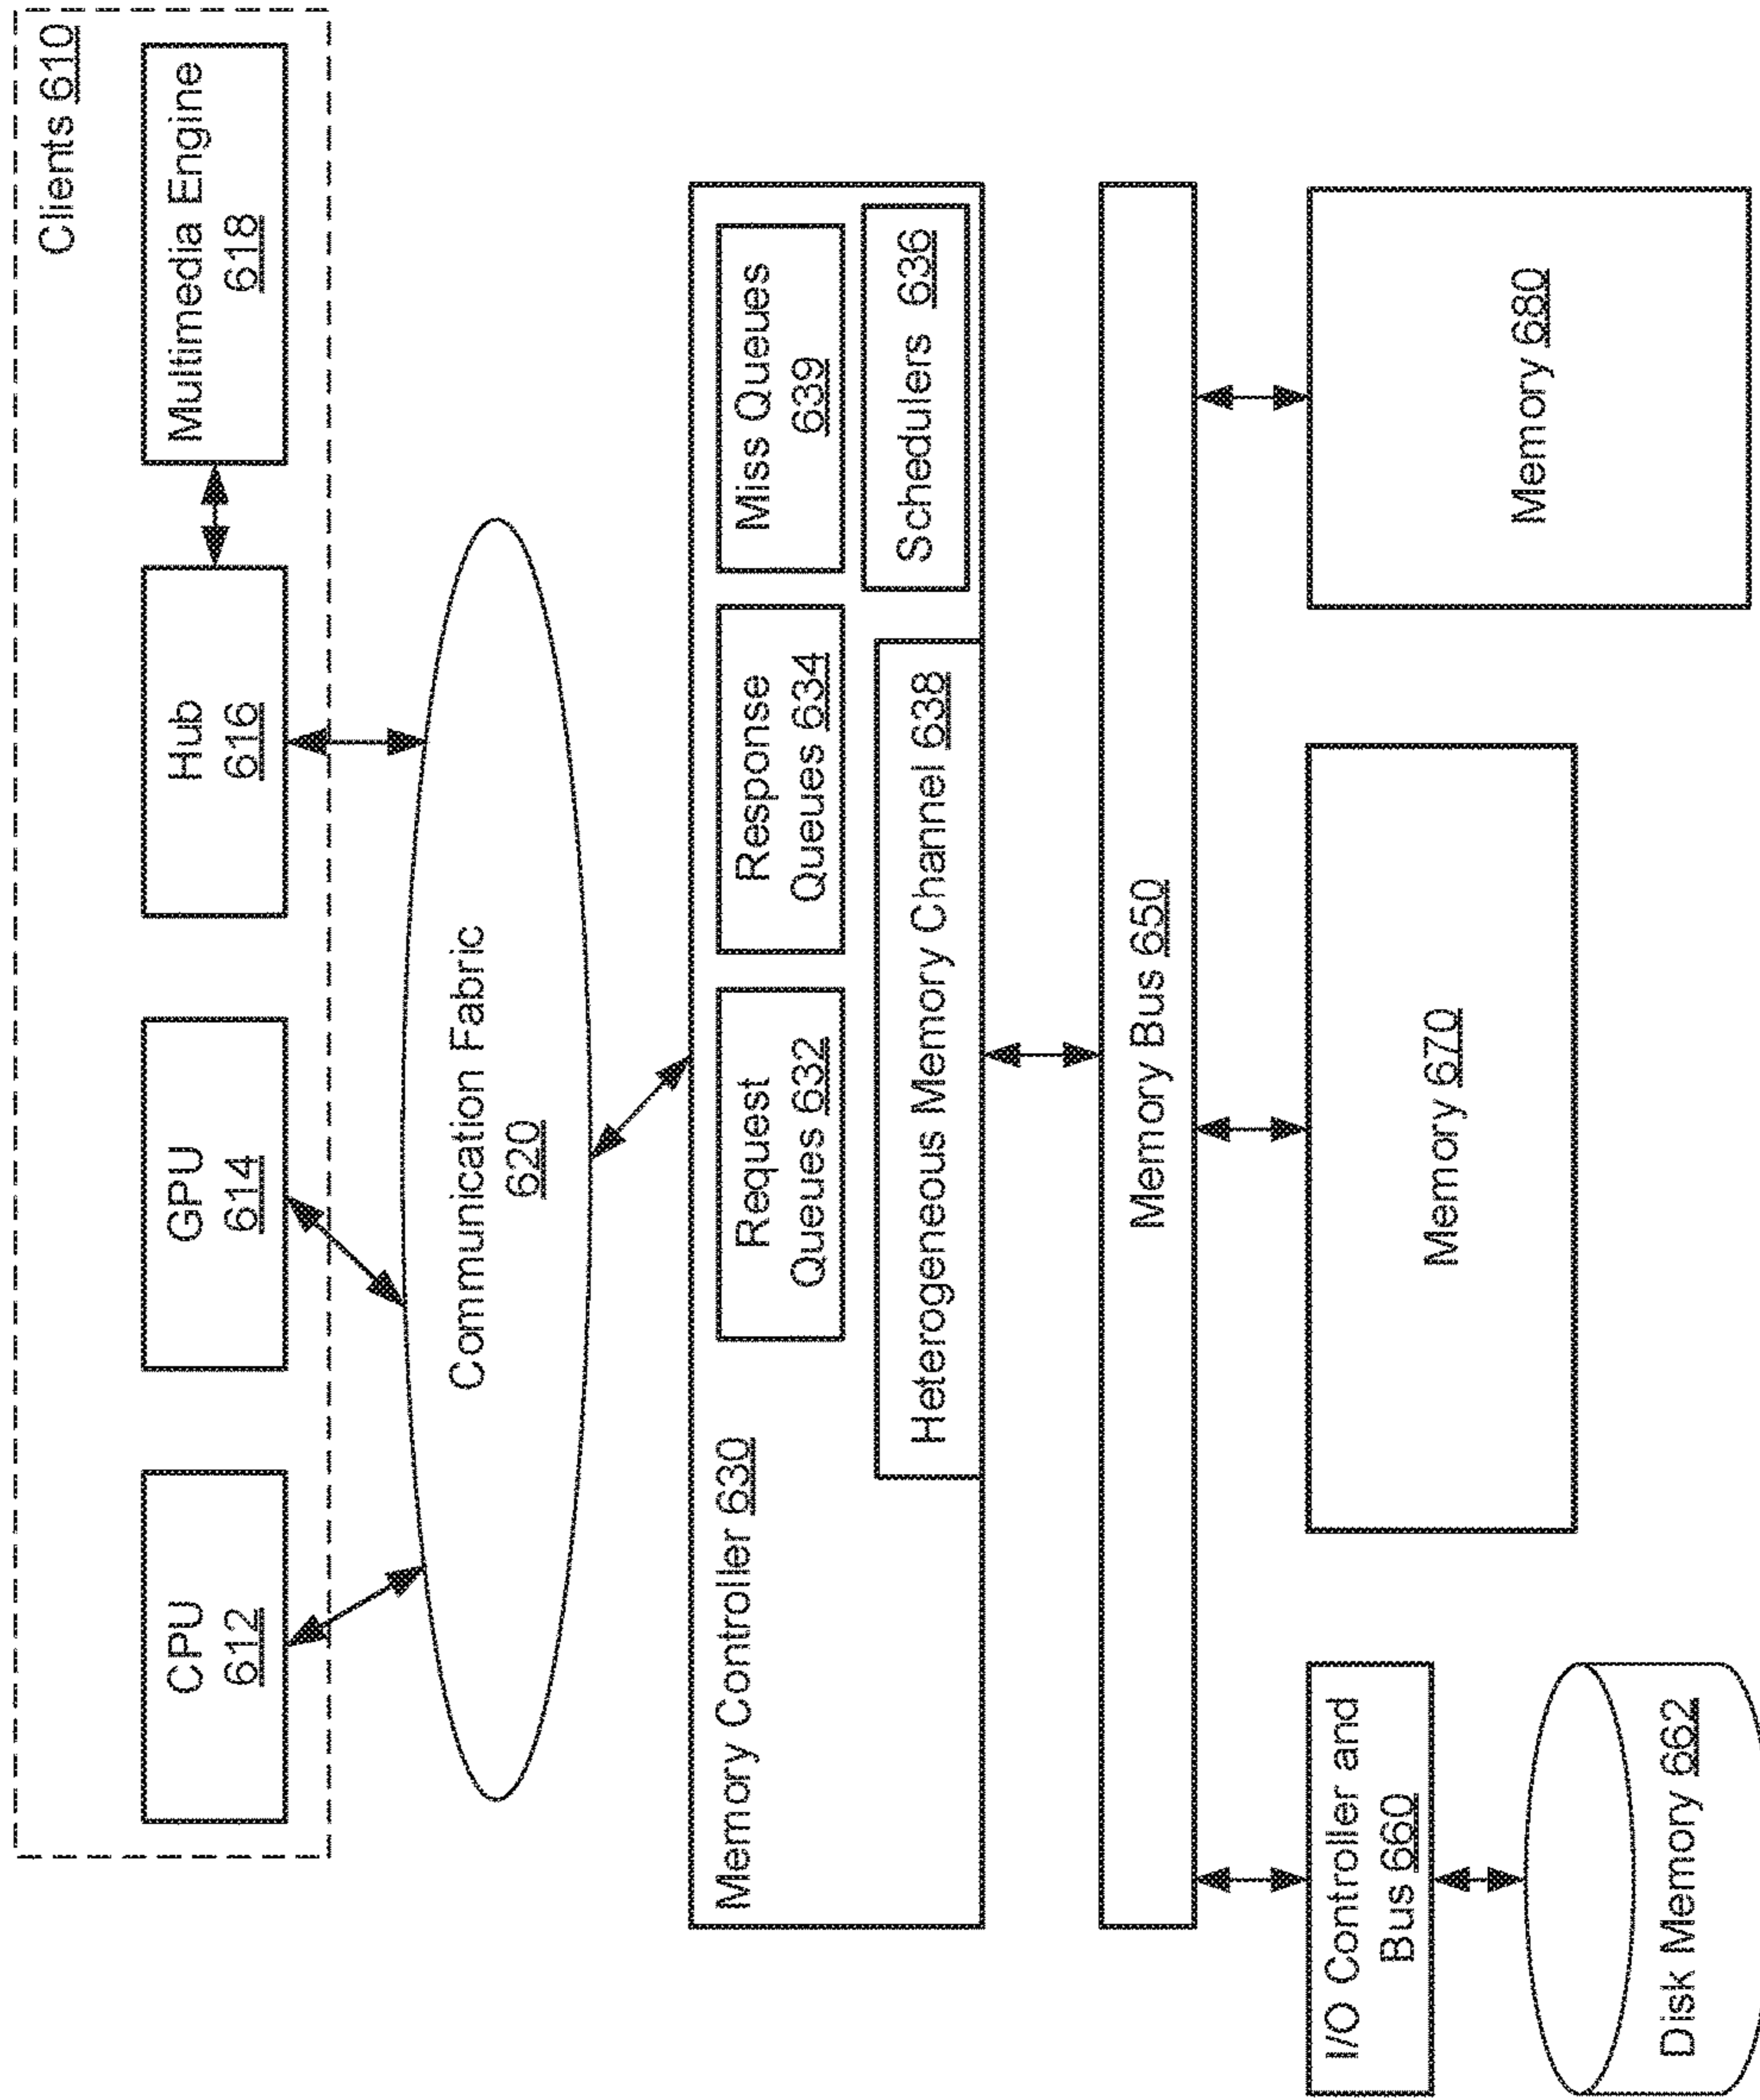 Clients 610
CPU
612
GPU
614
Hub
616
Multimedia Engine
618
Communication Fabric
620
Memory Controller 630
Request
Queues 632
Response
Queues 634
Miss Queues
639
Heterogeneous Memory Channel 638
Schedulers 636
Memory Bus 650
I/O Controller and
Bus 660
Disk Memory 662
Memory 670
Memory 680